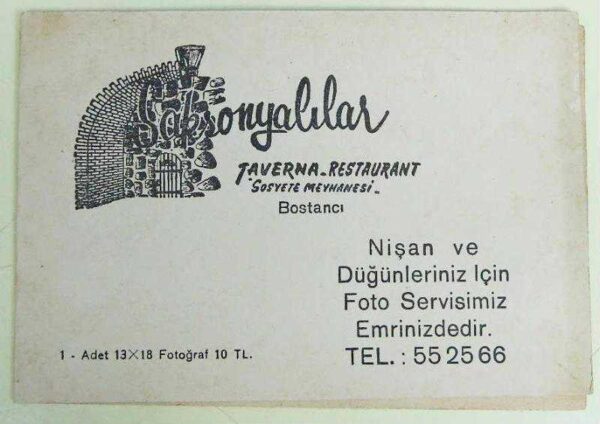 Saksonyalılar
TAVERNA-RESTAURANT
"SOSYETE MEYHANESİ"
Bostancı
Nişan ve
Düğünleriniz İçin
Foto Servisimiz
Emrinizdedir.
TEL.: 55 25 66
1 - Adet 13X18 Fotoğraf 10 TL.